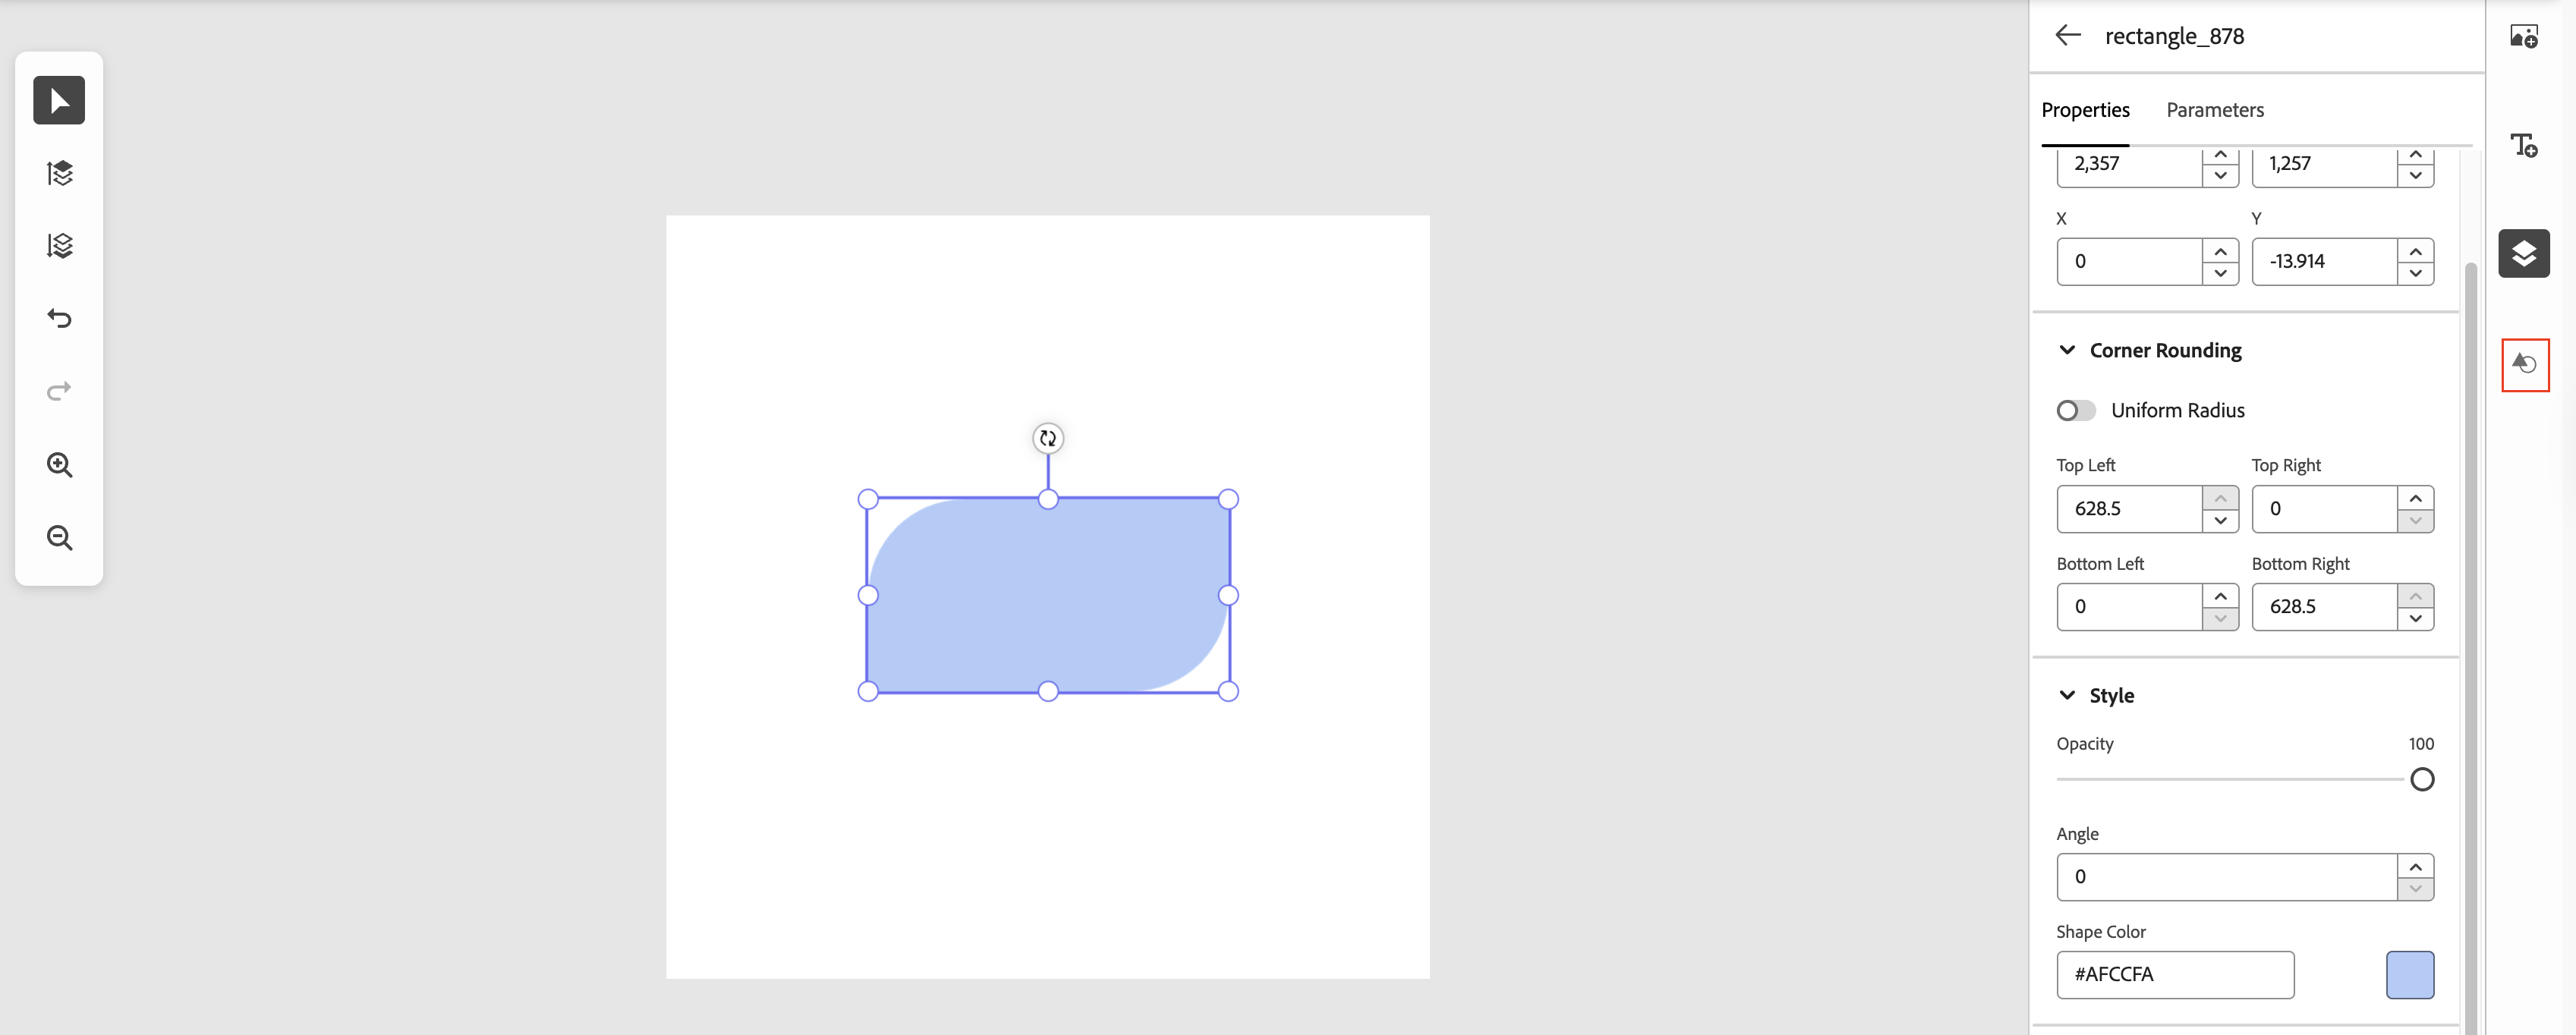 rectangle_878
Properties Parameters
2,357 1,257
X Y
0 -13.914
Corner Rounding
Uniform Radius
Top Left Top Right
628.5 0
Bottom Left Bottom Right
0 628.5
Style
Opacity 100
Angle
0
Shape Color
#AFCCFA